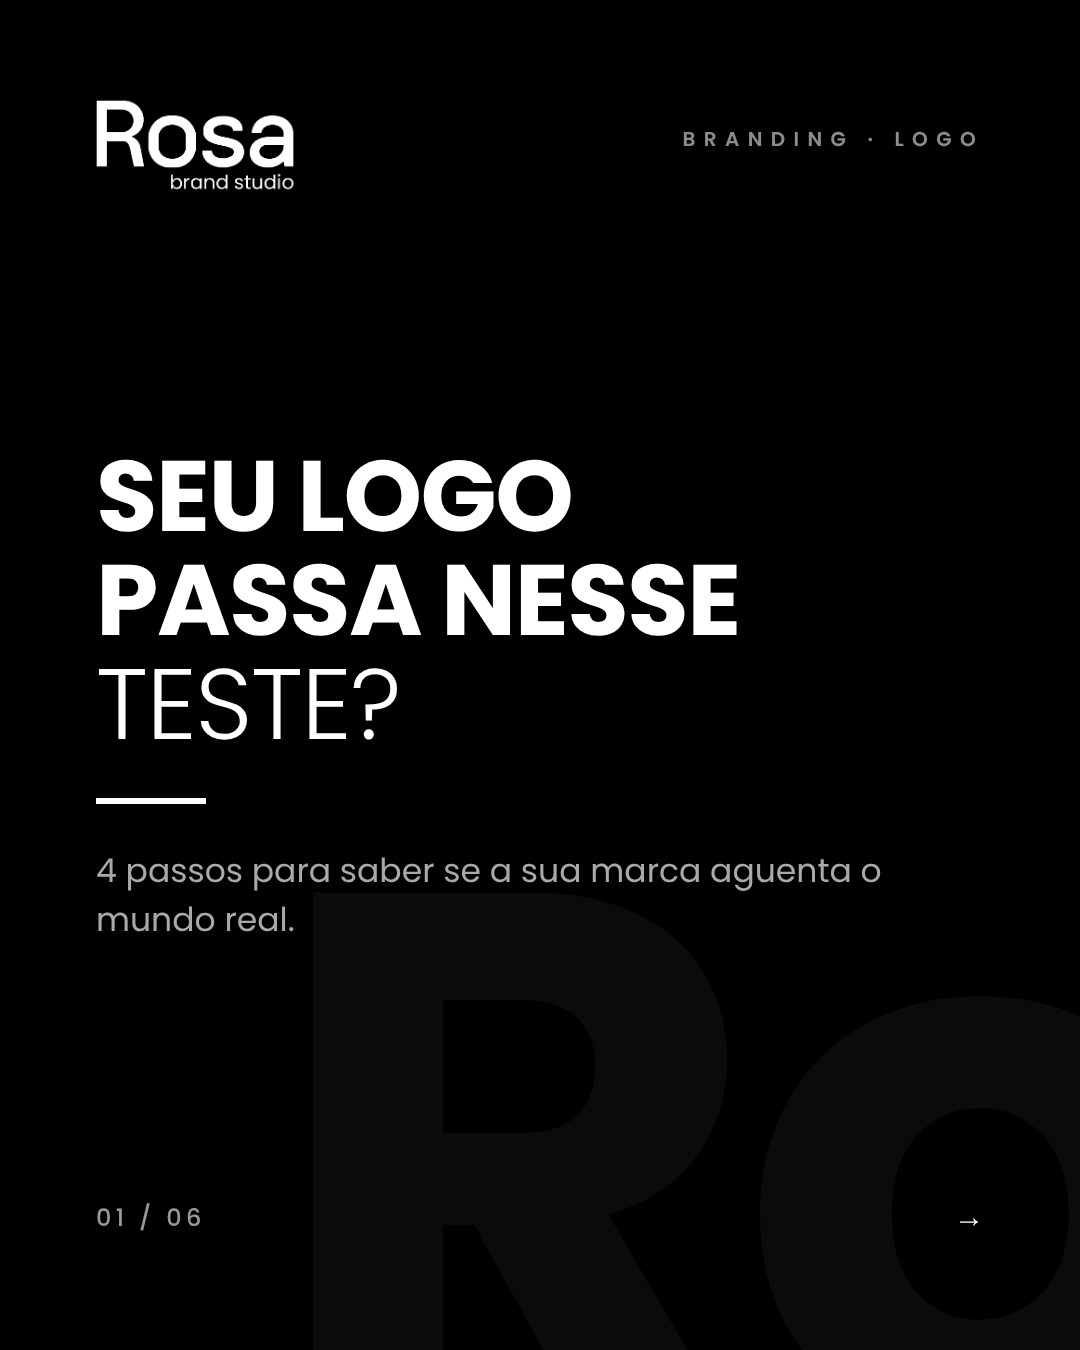 Rosa
brand studio
BRANDING · LOGO
SEU LOGO
PASSA NESSE
TESTE?
4 passos para saber se a sua marca aguenta o
mundo real.
Ro
01 / 06
→